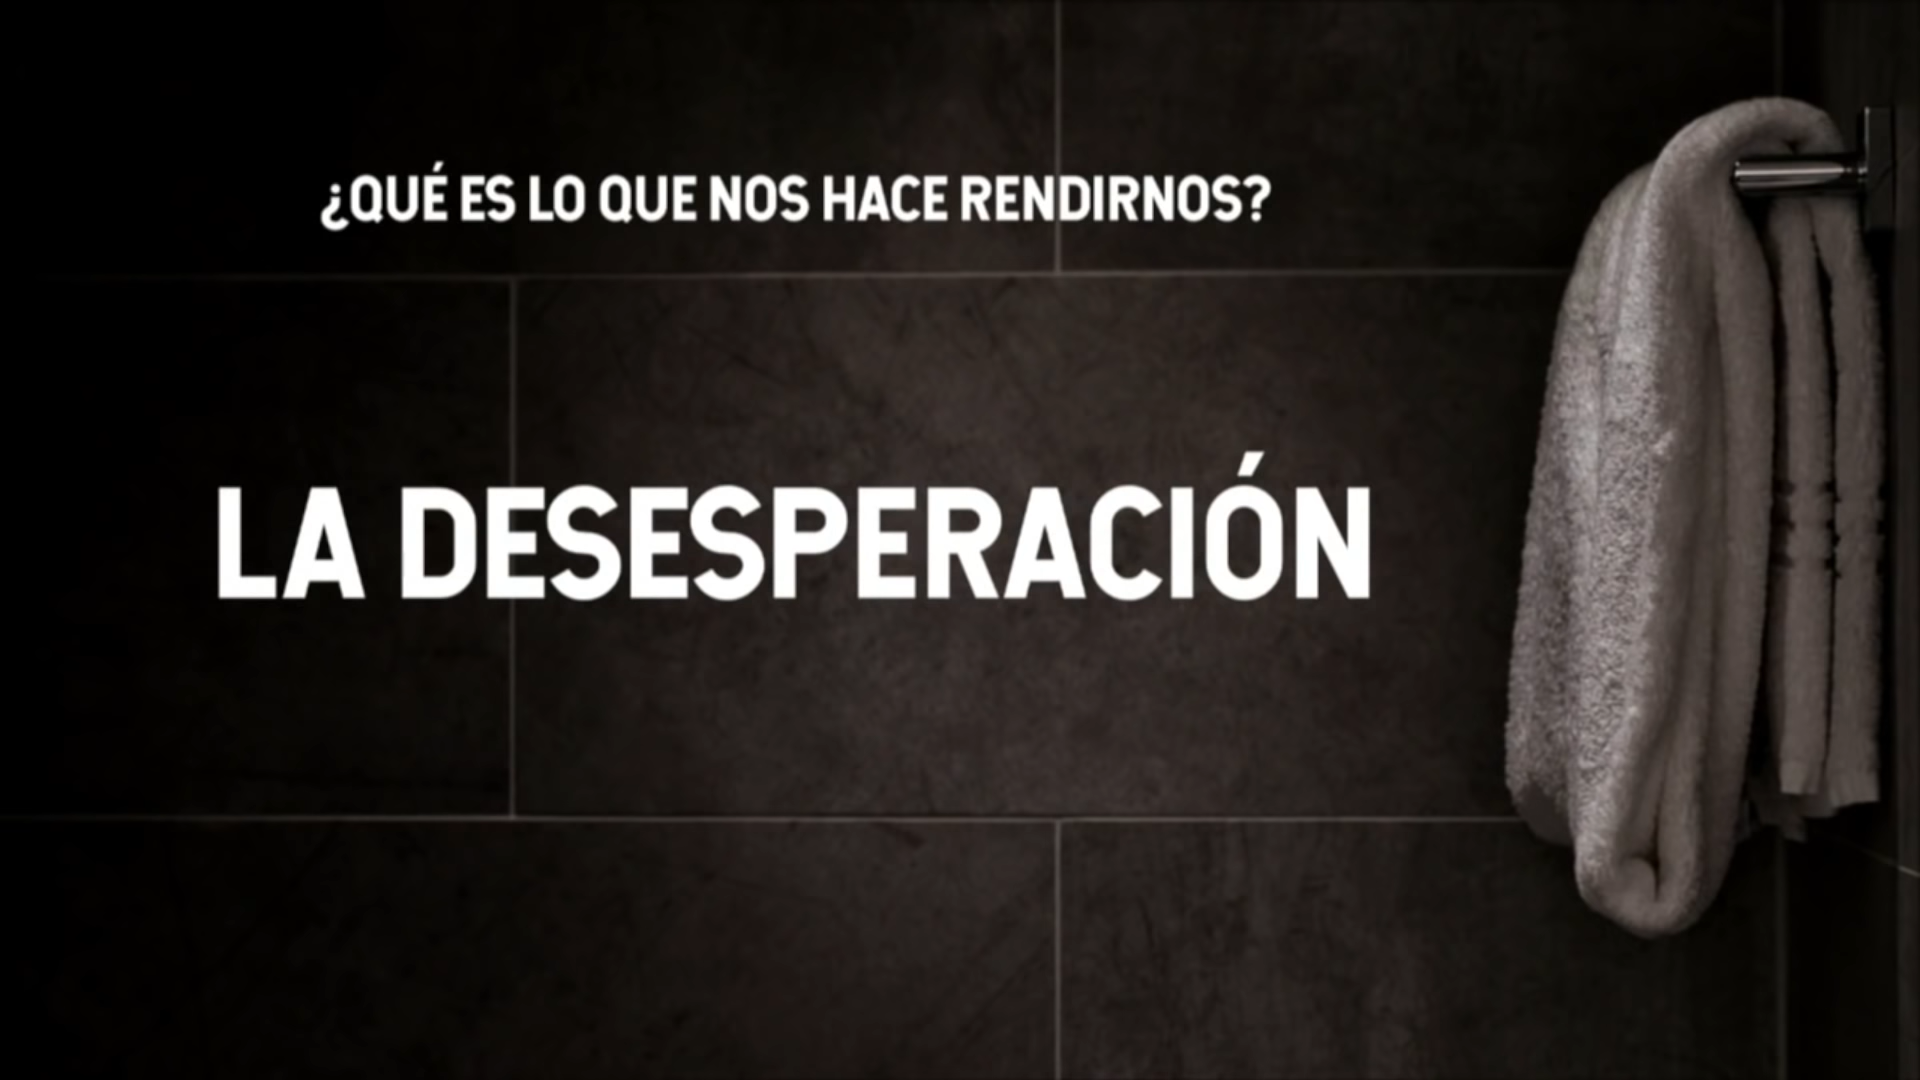 ¿QUÉ ES LO QUE NOS HACE RENDIRNOS?
LA DESESPERACIÓN